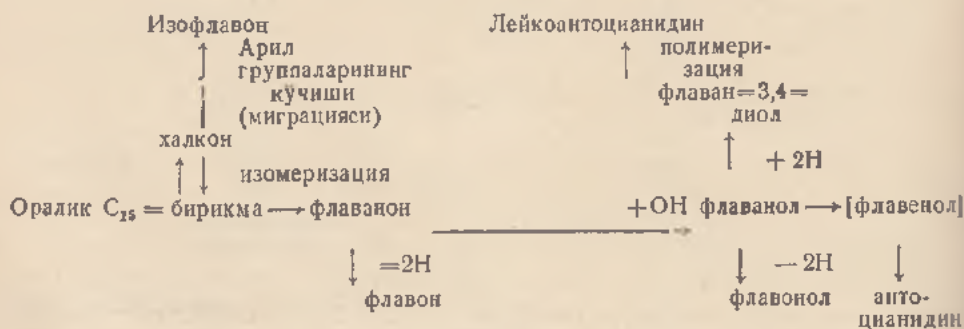 Изофлавон
Лейкоантоцианидин
Арил
группаларининг
кўчиши
(миграцияси)
полимери-
зация
флаван=3,4=
диол
халкон
+ 2H
изомеризация
Оралик C₁₅ = бирикма → флаванон
+OH флаванол → [флавенол]
=2H
— 2H
флавон
флавонол
анто-
цианидин